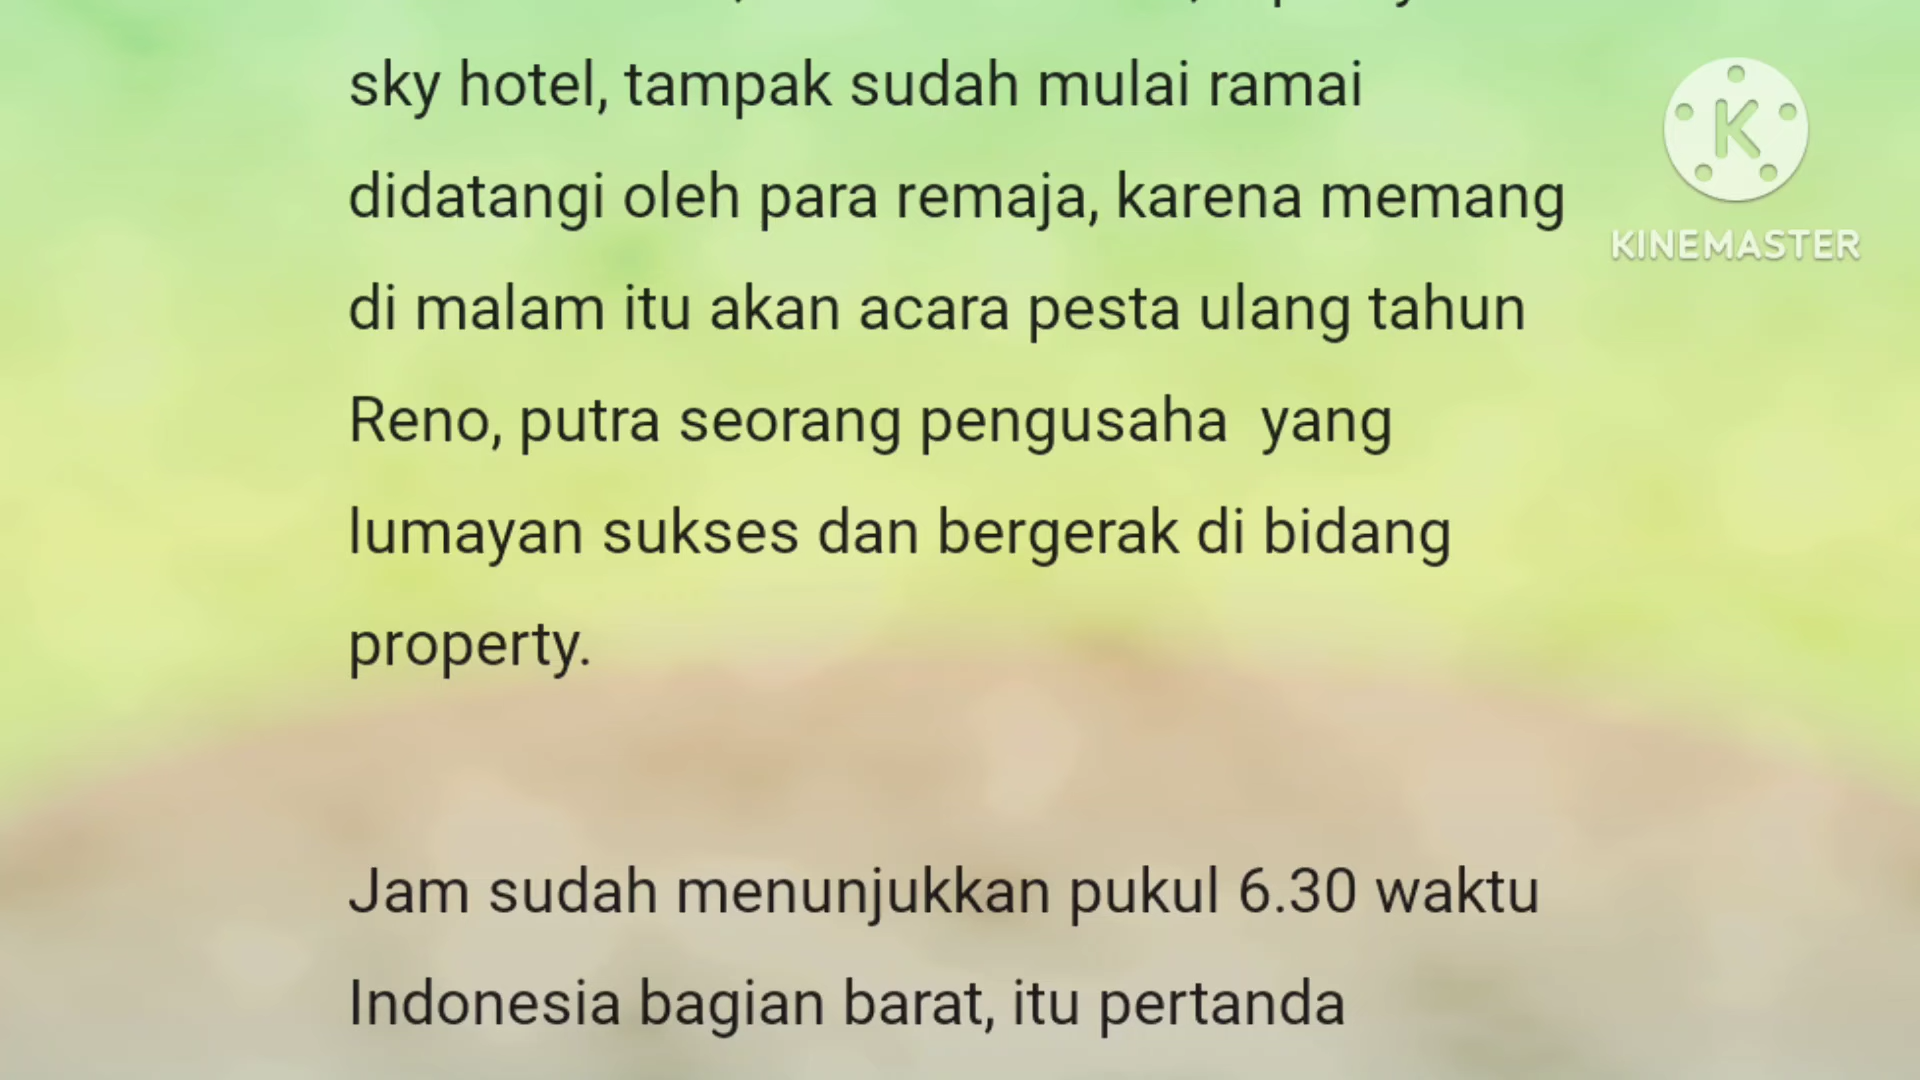 sky hotel, tampak sudah mulai ramai
didatangi oleh para remaja, karena memang
di malam itu akan acara pesta ulang tahun
Reno, putra seorang pengusaha  yang
lumayan sukses dan bergerak di bidang
property.
Jam sudah menunjukkan pukul 6.30 waktu
Indonesia bagian barat, itu pertanda
K
KINEMASTER